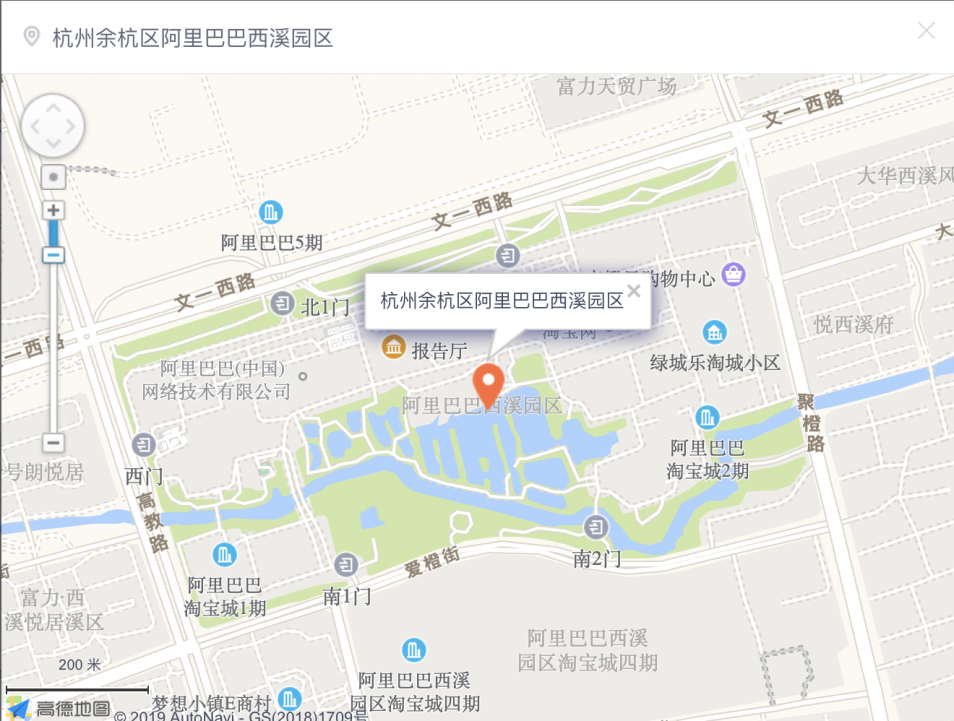 杭州余杭区阿里巴巴西溪园区
富力天贸广场
文一西路
大华西溪风
阿里巴巴5期
文一西路
大
文一西路
北1门
杭州余杭区阿里巴巴西溪园区
购物中心
淘宝网
悦西溪府
一西路
报告厅
绿城乐淘城小区
阿里巴巴(中国)
网络技术有限公司
阿里巴巴西溪园区
聚橙路
阿里巴巴
淘宝城2期
号朗悦居
西门
高教路
南2门
爱橙街
街
阿里巴巴
淘宝城1期
南1门
富力·西
溪悦居溪区
阿里巴巴西溪
园区淘宝城四期
200 米
阿里巴巴西溪
园区淘宝城四期
梦想小镇E商村
高德地图
© 2019 AutoNavi - GS(2018)1709号